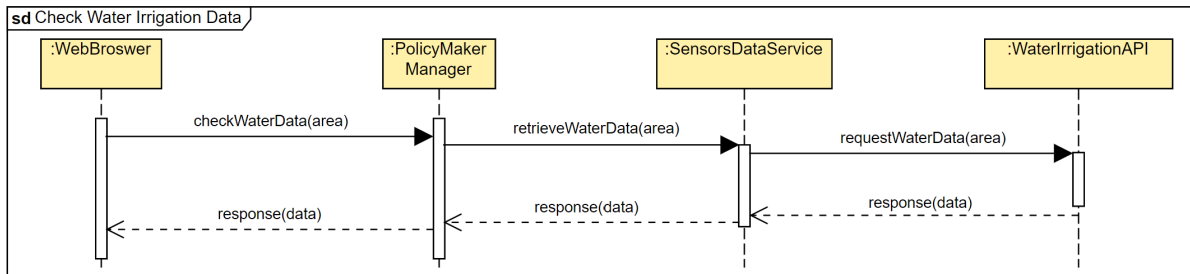 sd Check Water Irrigation Data
:WebBroswer
:PolicyMaker
Manager
:SensorsDataService
:WaterIrrigationAPI
checkWaterData(area)
retrieveWaterData(area)
requestWaterData(area)
response(data)
response(data)
response(data)